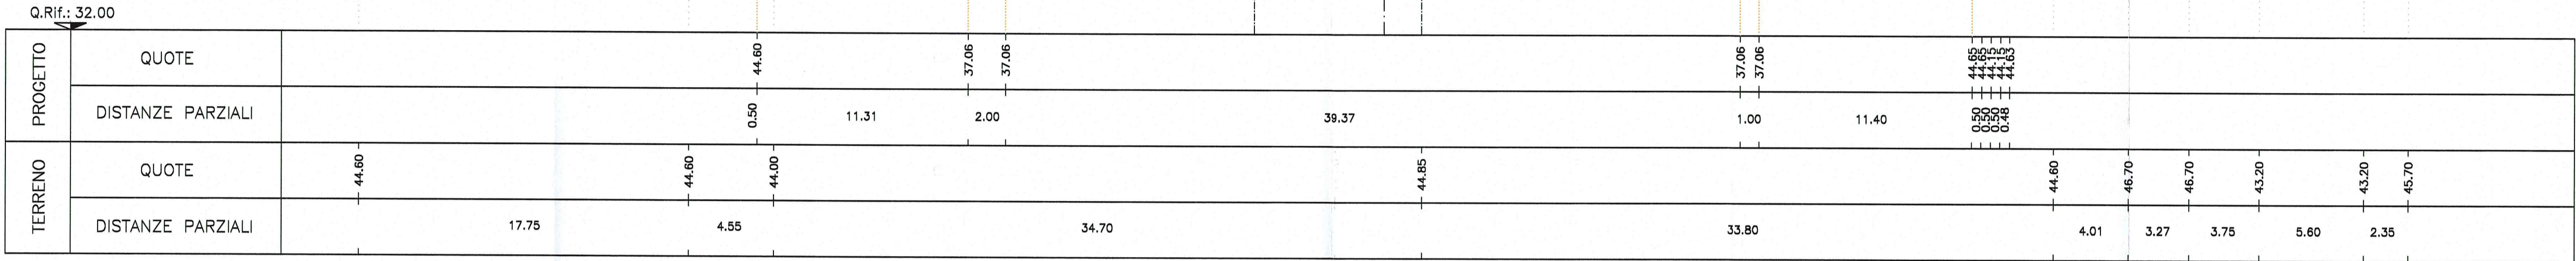 Q.Rif.: 32.00
PROGETTO
QUOTE
44.60 37.06 37.06 37.06 37.06 44.65 44.65 44.15 44.15 44.63
DISTANZE PARZIALI
0.50 11.31 2.00 39.37 1.00 11.40 0.50 0.50 0.50 0.48
TERRENO
QUOTE
44.60 44.60 44.00 44.85 44.60 46.70 46.70 43.20 43.20 45.70
DISTANZE PARZIALI
17.75 4.55 34.70 33.80 4.01 3.27 3.75 5.60 2.35